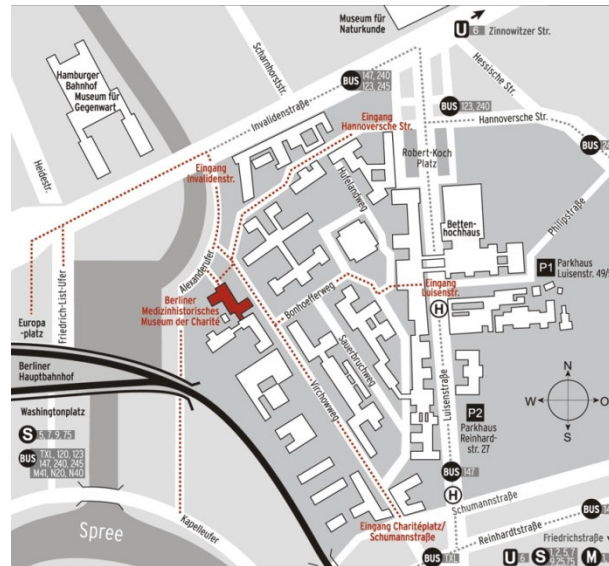 Museum für
Naturkunde
U 6 Zinnowitzer Str.
Hamburger
Bahnhof
Museum für
Gegenwart
Scharnhorststr.
BUS 147, 240
123, 245
Hessische Str.
BUS 123, 240
Invalidenstraße
Eingang
Hannoversche Str.
Hannoversche Str.
BUS
Heidestr.
Eingang
Invalidenstr.
Robert-Koch
Platz
Hufelandweg
Philipstraße
Betten-
hochhaus
Alexanderufer
P1 Parkhaus
Luisenstr. 49/
Eingang
Luisenstr.
H
Berliner
Medizinhistorisches
Museum der Charité
Bonhoefferweg
Europa
-platz
Friedrich-List-Ufer
Sauerbruchweg
Berliner
Hauptbahnhof
Virchowweg
Luisenstraße
N
W O
S
Washingtonplatz
S 5, 7, 9, 75
BUS TXL, 120, 123
147, 240, 245
M41, N20, N40
P2
Parkhaus
Reinhard-
str. 27
BUS 147
H
Kapelleufer
Spree
Schumannstraße
Eingang Charitéplatz/
Schumannstraße
Reinhardtstraße
BUS
BUS TXL
Friedrichstraße
U 6 S 1, 2, 5, 7
9, 25, 75 M